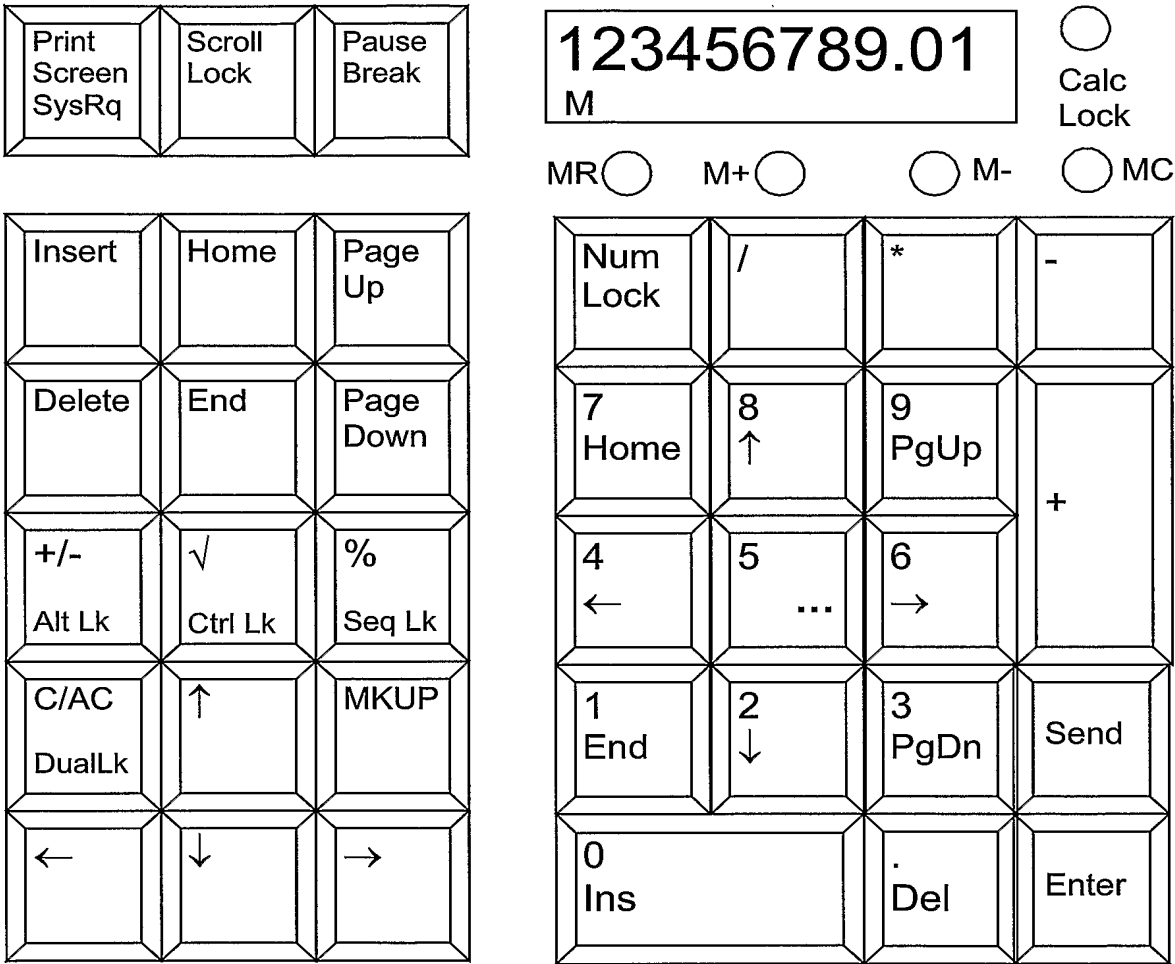 Print
Screen
SysRq
Scroll
Lock
Pause
Break
123456789.01
M
Calc
Lock
MR
M+
M-
MC
Insert
Home
Page
Up
Delete
End
Page
Down
+/-
Alt Lk
√
Ctrl Lk
%
Seq Lk
C/AC
DualLk
↑
MKUP
←
↓
→
Num
Lock
/
*
-
7
Home
8
↑
9
PgUp
+
4
←
5
...
6
→
1
End
2
↓
3
PgDn
Send
0
Ins
.
Del
Enter